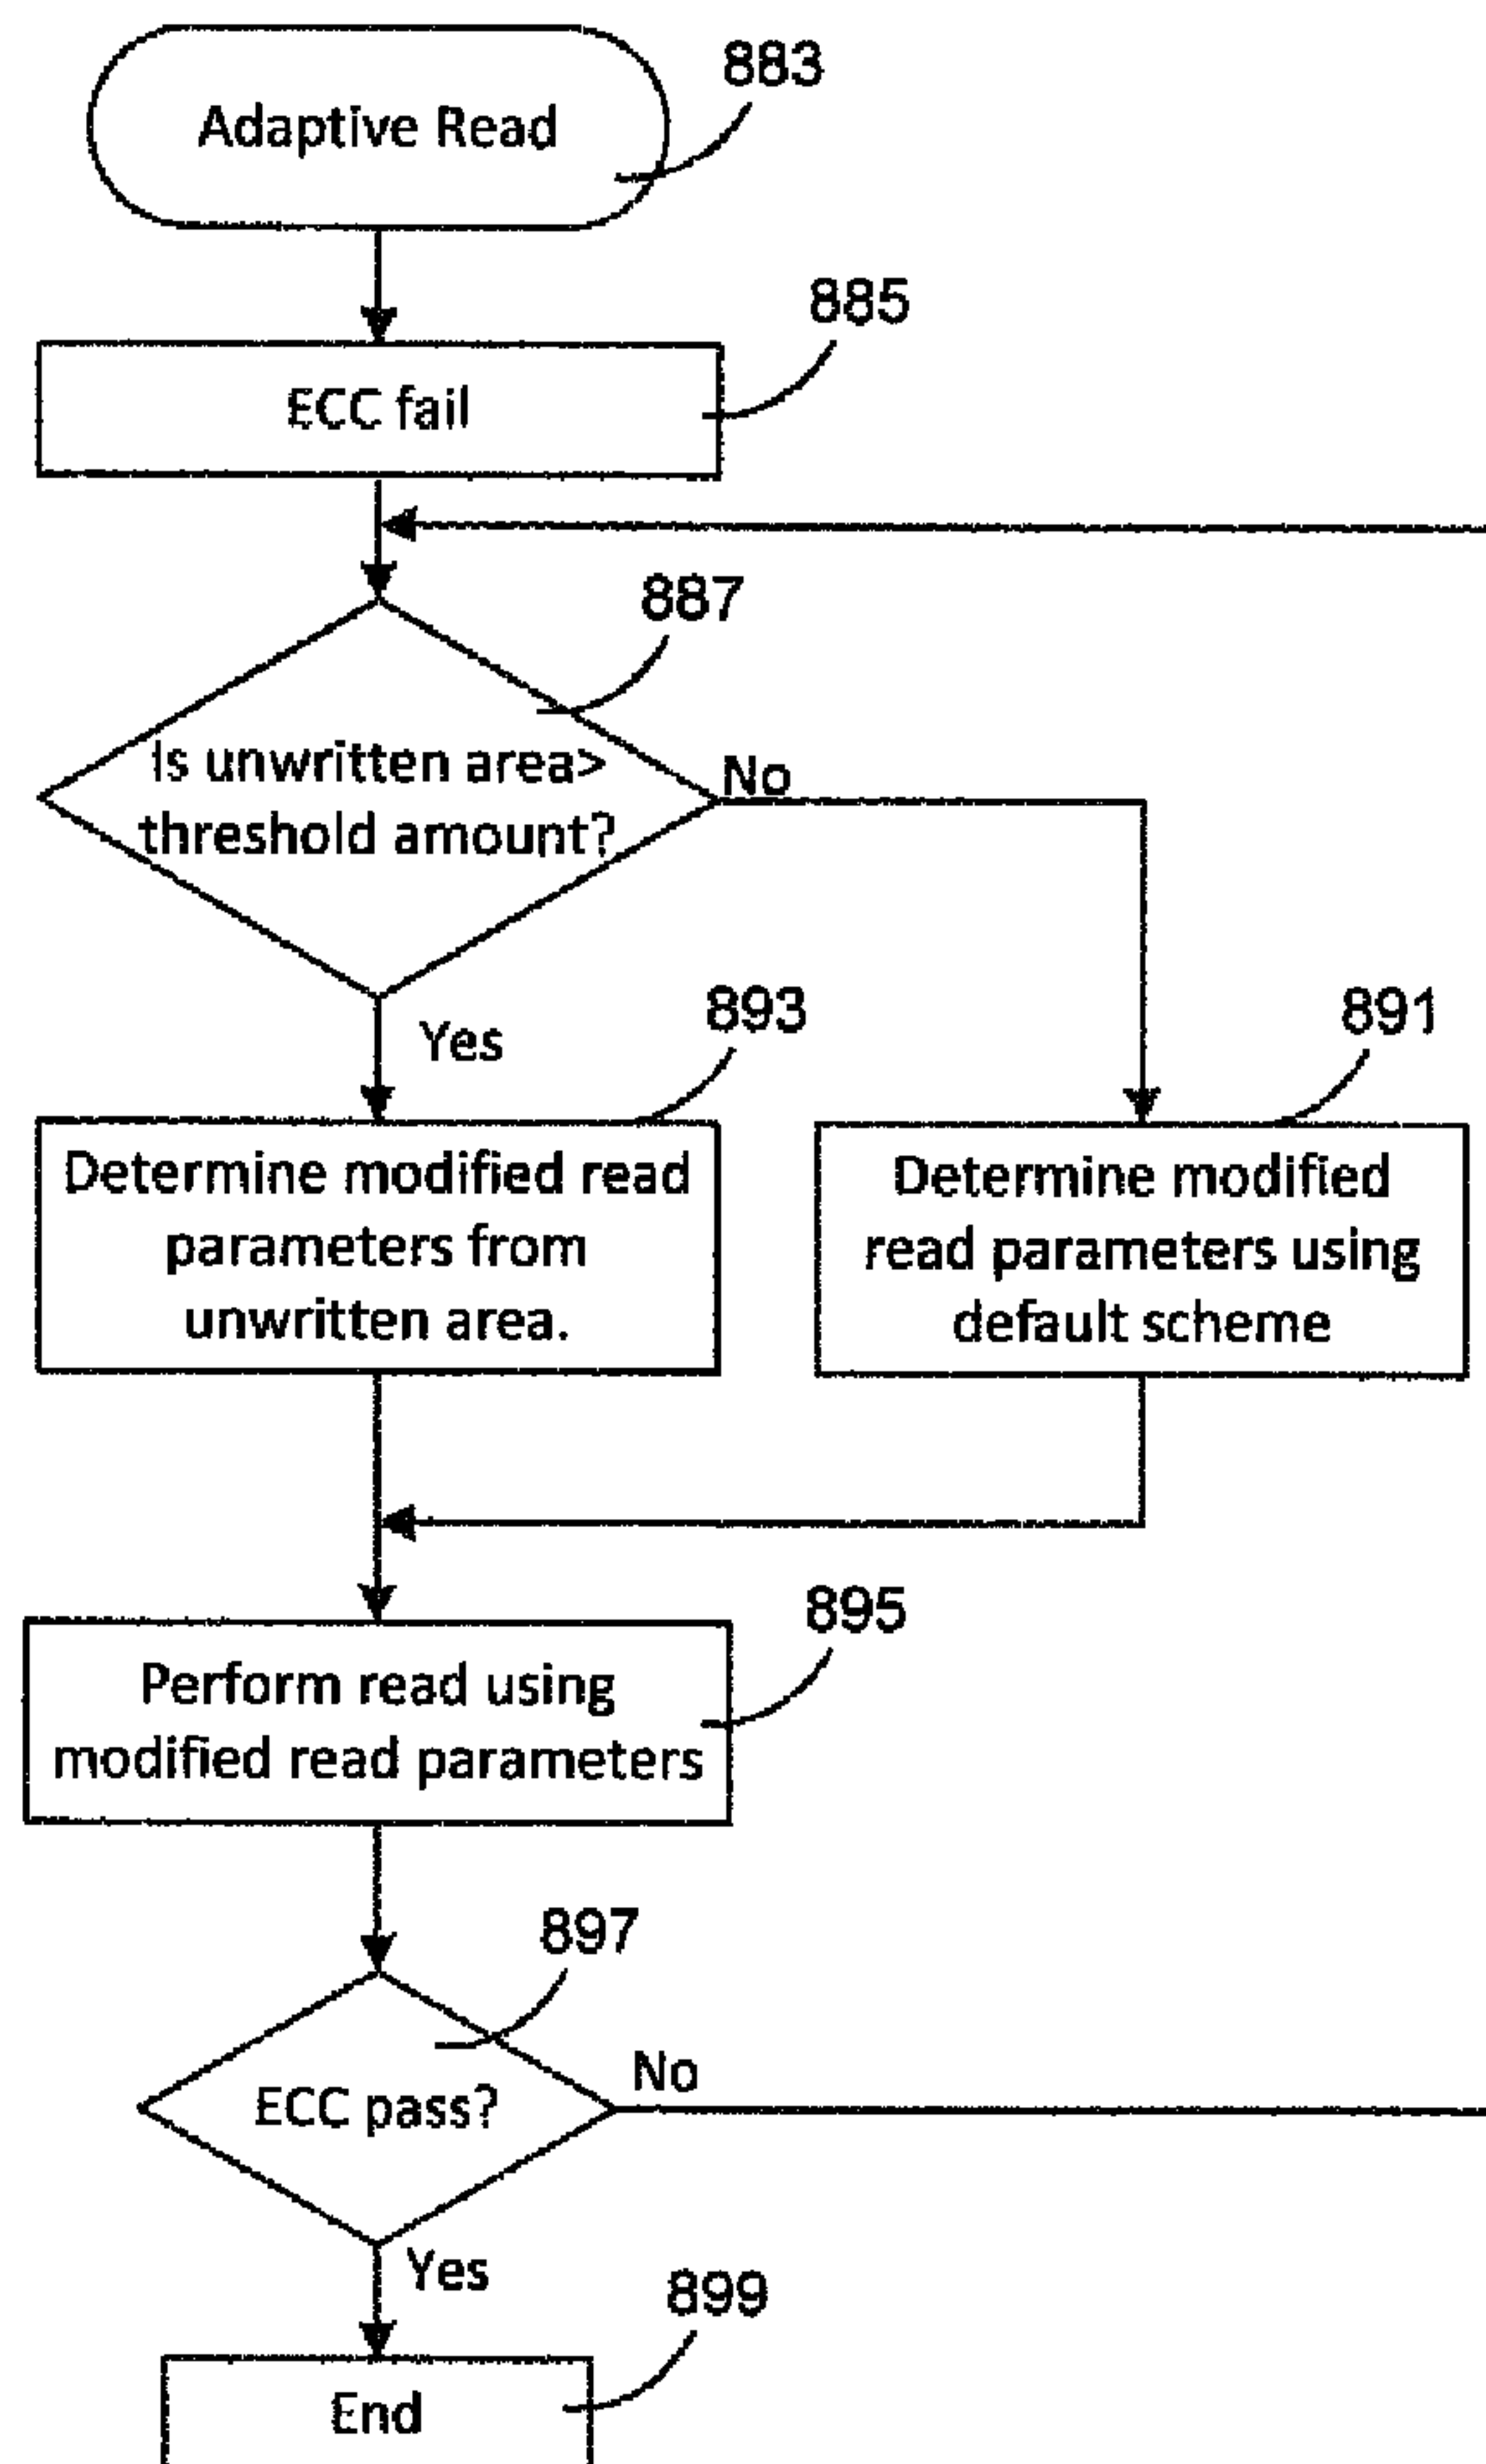 883
Adaptive Read
885
ECC fail
887
Is unwritten area>
threshold amount?
No
Yes
893
891
Determine modified read
parameters from
unwritten area.
Determine modified
read parameters using
default scheme
895
Perform read using
modified read parameters
897
ECC pass?
No
Yes
899
End